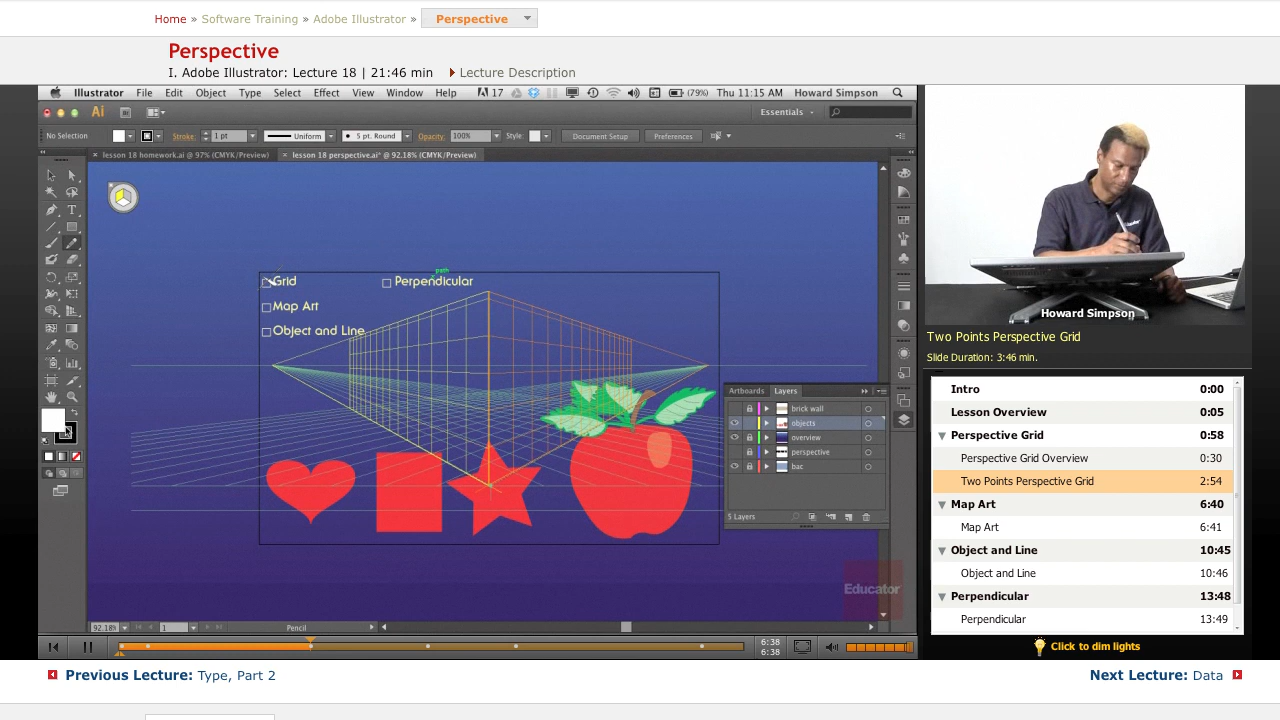 Home » Software Training » Adobe Illustrator » Perspective
Perspective
I. Adobe Illustrator: Lecture 18 | 21:46 min Lecture Description
Illustrator File Edit Object Type Select Effect View Window Help 17 (79%) Thu 11:15 AM Howard Simpson
Ai Essentials
No Selection Stroke: 1 pt Uniform 5 pt. Round Opacity: 100% Style: Document Setup Preferences
× lesson 18 homework.ai @ 97% (CMYK/Preview) × lesson 18 perspective.ai* @ 92.18% (CMYK/Preview)
path
Grid
Perpendicular
Map Art
Object and Line
Artboards Layers
brick wall
objects
overview
perspective
bac
5 Layers
Educator
92.18% 1 Pencil
6:38
6:38
Howard Simpson
Two Points Perspective Grid
Slide Duration: 3:46 min.
Intro 0:00
Lesson Overview 0:05
Perspective Grid 0:58
Perspective Grid Overview 0:30
Two Points Perspective Grid 2:54
Map Art 6:40
Map Art 6:41
Object and Line 10:45
Object and Line 10:46
Perpendicular 13:48
Perpendicular 13:49
Click to dim lights
Previous Lecture: Type, Part 2
Next Lecture: Data